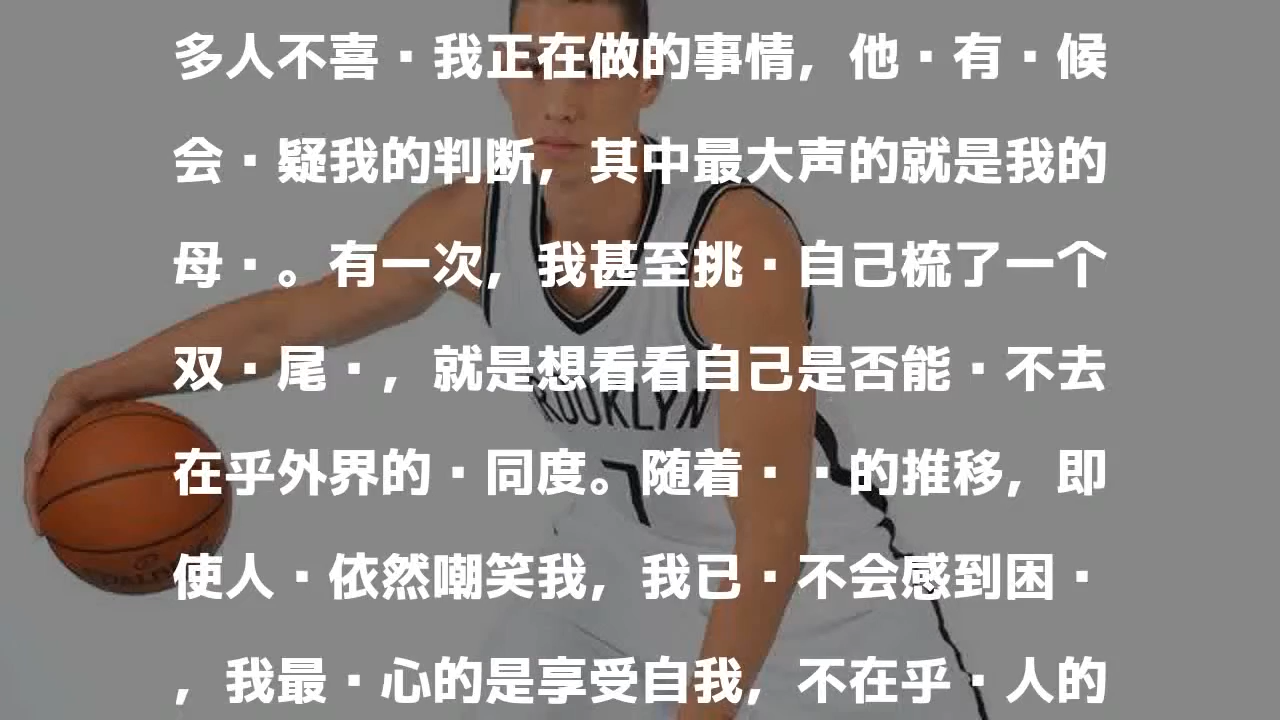 多人不喜·我正在做的事情，他·有·候
会·疑我的判断，其中最大声的就是我的
母·。有一次，我甚至挑·自己梳了一个
双·尾·，就是想看看自己是否能·不去
在乎外界的·同度。随着··的推移，即
使人·依然嘲笑我，我已·不会感到困·
，我最·心的是享受自我，不在乎·人的
BROOKLYN
7
SPALDING